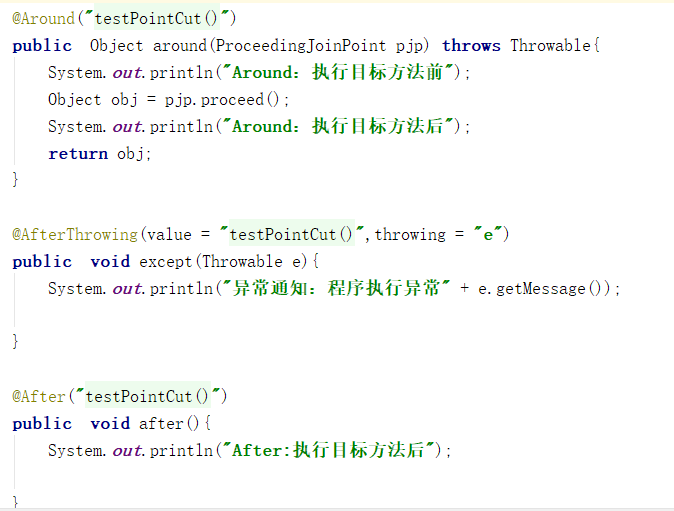 @Around("testPointCut()")
public  Object around(ProceedingJoinPoint pjp) throws Throwable{
    System.out.println("Around：执行目标方法前");
    Object obj = pjp.proceed();
    System.out.println("Around：执行目标方法后");
    return obj;
}
@AfterThrowing(value = "testPointCut()",throwing = "e")
public  void except(Throwable e){
    System.out.println("异常通知：程序执行异常" + e.getMessage());
}
@After("testPointCut()")
public  void after(){
    System.out.println("After:执行目标方法后");
}